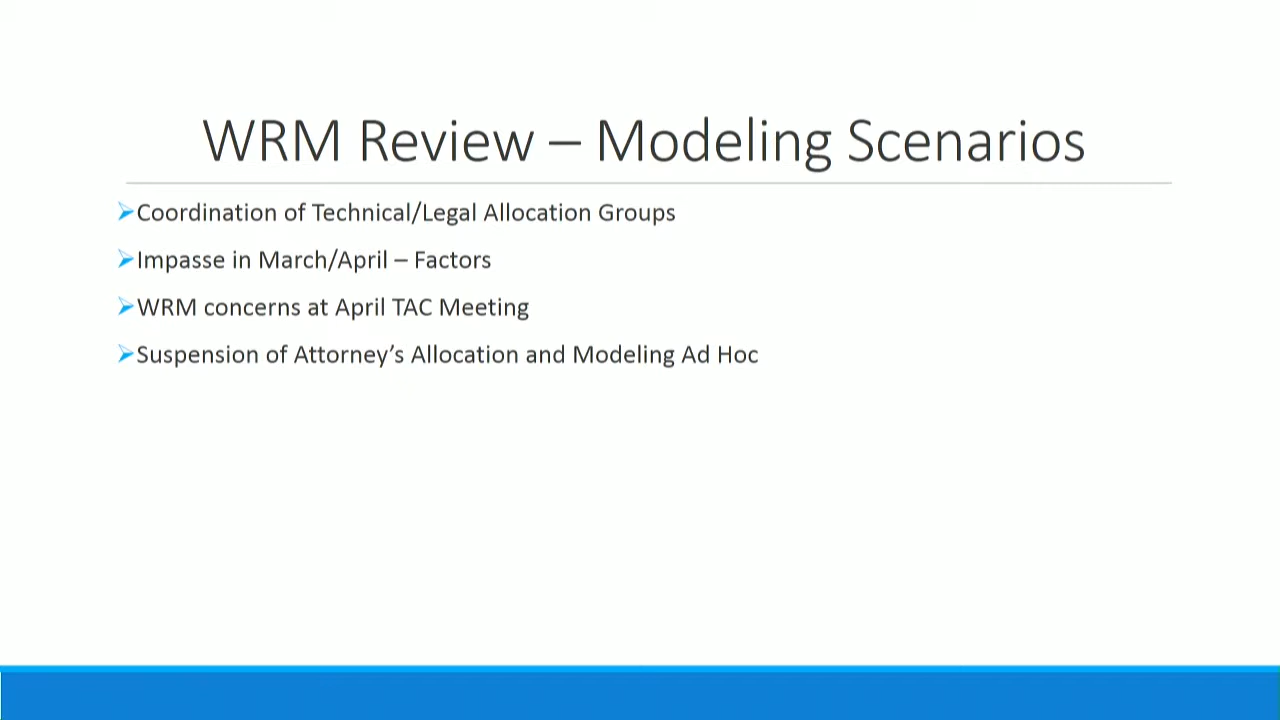 WRM Review – Modeling Scenarios
Coordination of Technical/Legal Allocation Groups
Impasse in March/April – Factors
WRM concerns at April TAC Meeting
Suspension of Attorney’s Allocation and Modeling Ad Hoc